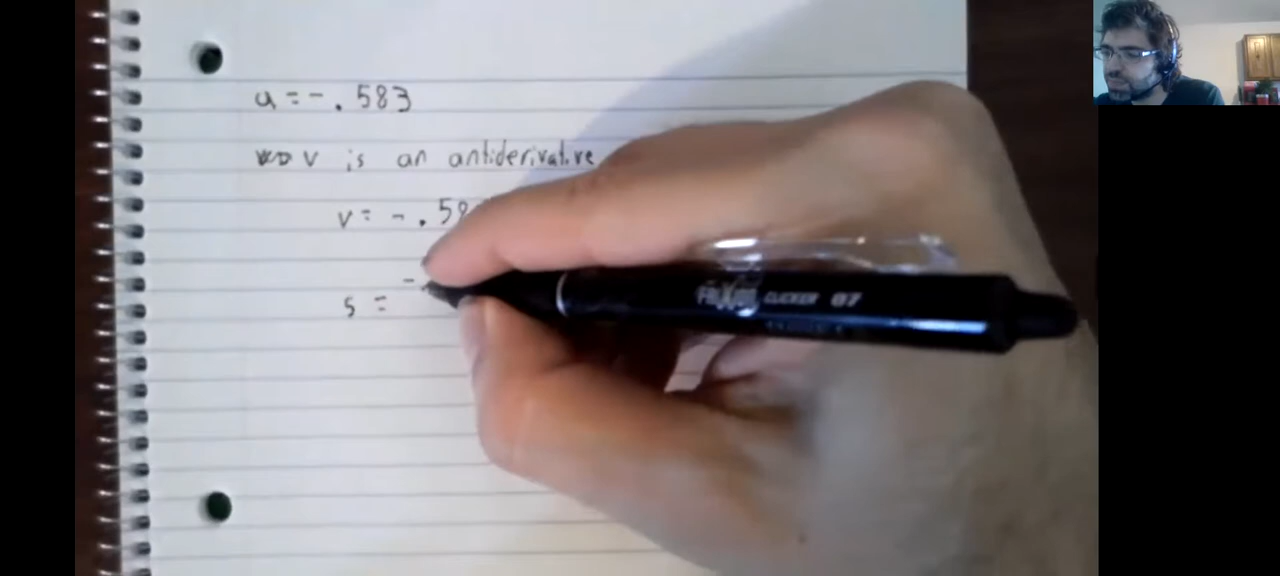 a = -.583
v is an antiderivative
v = -.58
s = -
FRIXION CLICKER 07